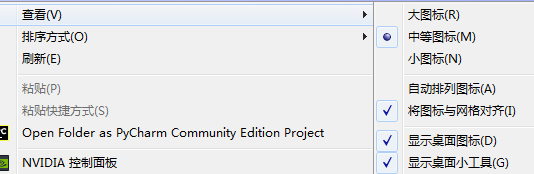 查看(V)
排序方式(O)
刷新(E)
粘贴(P)
粘贴快捷方式(S)
Open Folder as PyCharm Community Edition Project
NVIDIA 控制面板
大图标(R)
中等图标(M)
小图标(N)
自动排列图标(A)
将图标与网格对齐(I)
显示桌面图标(D)
显示桌面小工具(G)